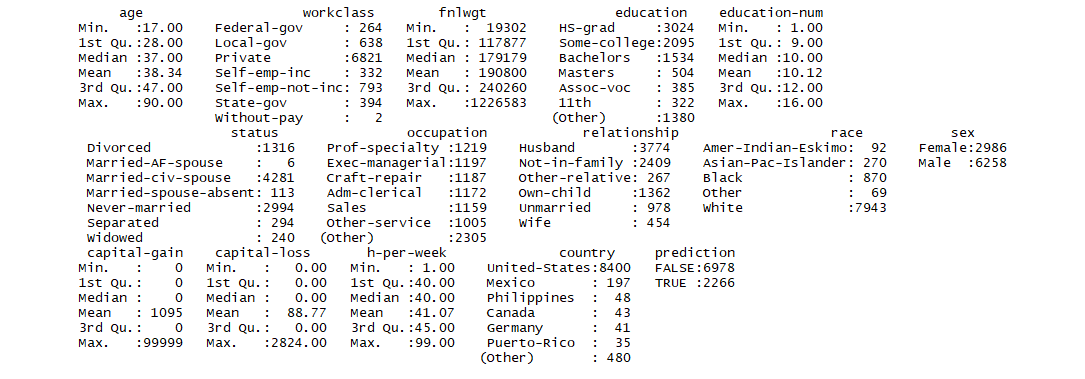 age workclass fnlwgt education education-num
Min. :17.00 Federal-gov : 264 Min. : 19302 HS-grad :3024 Min. : 1.00
1st Qu.:28.00 Local-gov : 638 1st Qu.: 117877 Some-college:2095 1st Qu.: 9.00
Median :37.00 Private :6821 Median : 179179 Bachelors :1534 Median :10.00
Mean :38.34 Self-emp-inc : 332 Mean : 190800 Masters : 504 Mean :10.12
3rd Qu.:47.00 Self-emp-not-inc: 793 3rd Qu.: 240260 Assoc-voc : 385 3rd Qu.:12.00
Max. :90.00 State-gov : 394 Max. :1226583 11th : 322 Max. :16.00
Without-pay : 2 (Other) :1380
status occupation relationship race sex
Divorced :1316 Prof-specialty :1219 Husband :3774 Amer-Indian-Eskimo: 92 Female:2986
Married-AF-spouse : 6 Exec-managerial:1197 Not-in-family :2409 Asian-Pac-Islander: 270 Male :6258
Married-civ-spouse :4281 Craft-repair :1187 Other-relative: 267 Black : 870
Married-spouse-absent: 113 Adm-clerical :1172 Own-child :1362 Other : 69
Never-married :2994 Sales :1159 Unmarried : 978 White :7943
Separated : 294 Other-service :1005 Wife : 454
Widowed : 240 (Other) :2305
capital-gain capital-loss h-per-week country prediction
Min. : 0 Min. : 0.00 Min. : 1.00 United-States:8400 FALSE:6978
1st Qu.: 0 1st Qu.: 0.00 1st Qu.:40.00 Mexico : 197 TRUE :2266
Median : 0 Median : 0.00 Median :40.00 Philippines : 48
Mean : 1095 Mean : 88.77 Mean :41.07 Canada : 43
3rd Qu.: 0 3rd Qu.: 0.00 3rd Qu.:45.00 Germany : 41
Max. :99999 Max. :2824.00 Max. :99.00 Puerto-Rico : 35
(Other) : 480